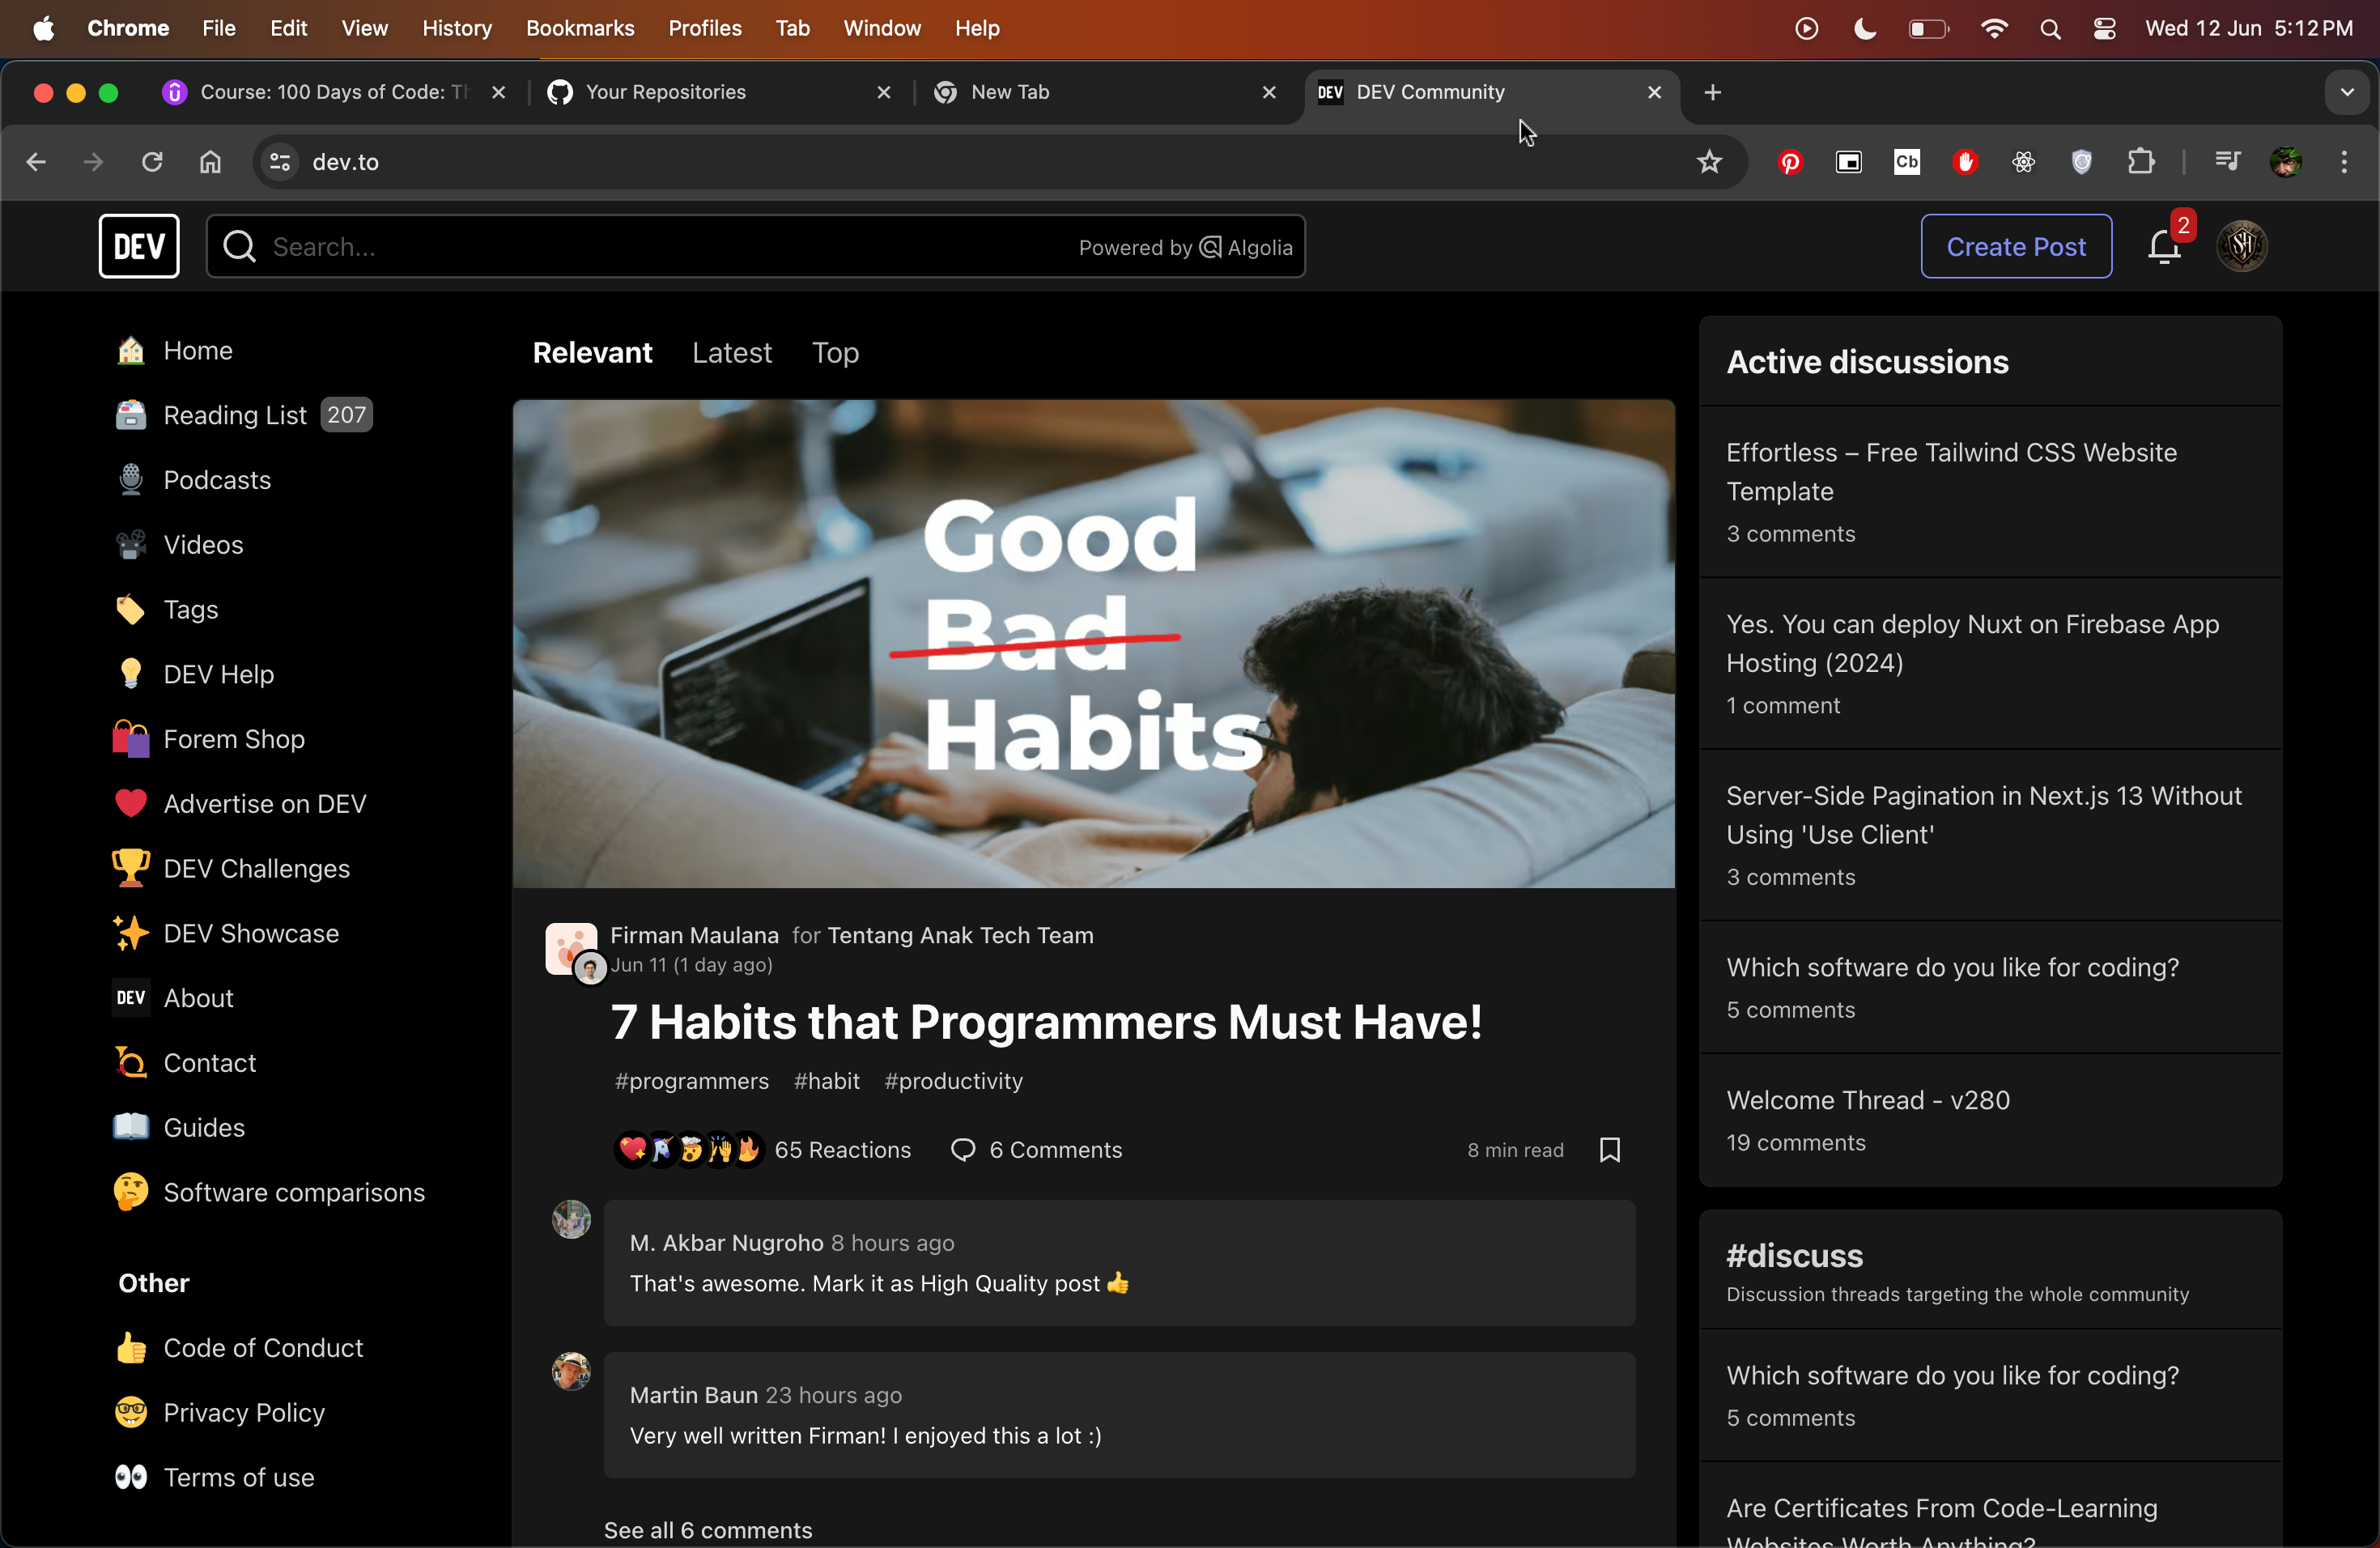 Chrome File Edit View History Bookmarks Profiles Tab Window Help Wed 12 Jun 5:12 PM
Course: 100 Days of Code: Th Your Repositories New Tab DEV DEV Community
dev.to Cb
DEV Search... Powered by Algolia Create Post 2
Home
Reading List 207
Podcasts
Videos
Tags
DEV Help
Forem Shop
Advertise on DEV
DEV Challenges
DEV Showcase
DEV About
Contact
Guides
Software comparisons
Other
Code of Conduct
Privacy Policy
Terms of use
Relevant Latest Top
Good
Bad
Habits
Firman Maulana for Tentang Anak Tech Team
Jun 11 (1 day ago)
7 Habits that Programmers Must Have!
#programmers #habit #productivity
65 Reactions 6 Comments 8 min read
M. Akbar Nugroho 8 hours ago
That's awesome. Mark it as High Quality post 👍
Martin Baun 23 hours ago
Very well written Firman! I enjoyed this a lot :)
See all 6 comments
Active discussions
Effortless – Free Tailwind CSS Website
Template
3 comments
Yes. You can deploy Nuxt on Firebase App
Hosting (2024)
1 comment
Server-Side Pagination in Next.js 13 Without
Using 'Use Client'
3 comments
Which software do you like for coding?
5 comments
Welcome Thread - v280
19 comments
#discuss
Discussion threads targeting the whole community
Which software do you like for coding?
5 comments
Are Certificates From Code-Learning
Websites Worth Anything?